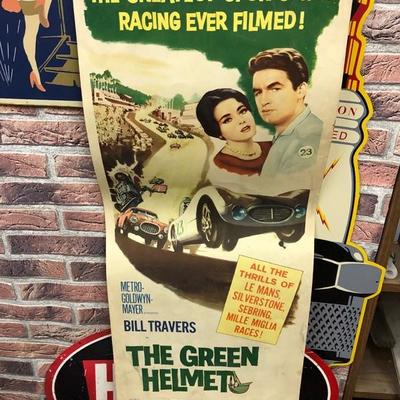 RACING EVER FILMED!
23
METRO-
GOLDWYN-
MAYER
BILL TRAVERS
ALL THE
THRILLS OF
LE MANS,
SILVERSTONE,
SEBRING,
MILLE MIGLIA
RACES!
THE GREEN
HELMET